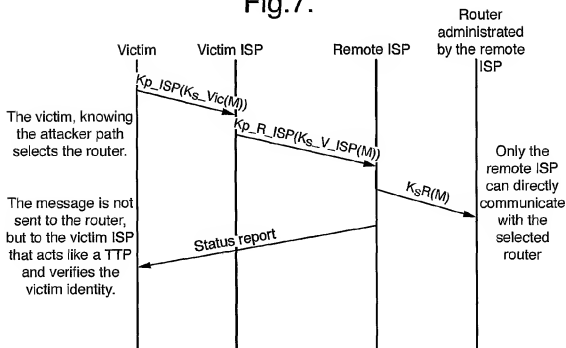 Fig.7.
Router
administrated
by the remote
ISP
Victim
Victim ISP
Remote ISP
Kp_ISP(Ks_Vic(M))
The victim, knowing
the attacker path
selects the router.
Kp_R_ISP(Ks_V_ISP(M))
KsR(M)
Only the
remote ISP
can directly
communicate
with the
selected
router
The message is not
sent to the router,
but to the victim ISP
that acts like a TTP
and verifies the
victim identity.
Status report